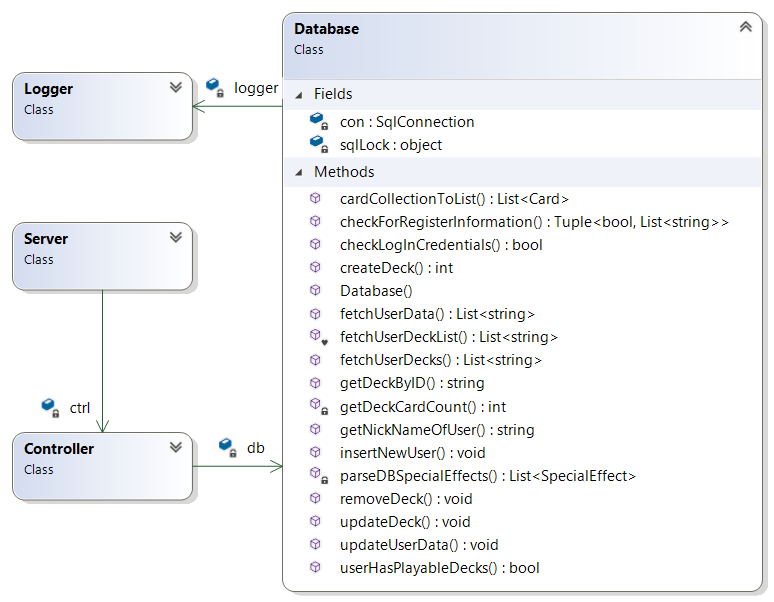 Database
Class
Logger
Class
logger
Fields
con : SqlConnection
sqlLock : object
Methods
cardCollectionToList() : List<Card>
checkForRegisterInformation() : Tuple<bool, List<string>>
checkLogInCredentials() : bool
createDeck() : int
Database()
fetchUserData() : List<string>
fetchUserDeckList() : List<string>
fetchUserDecks() : List<string>
getDeckByID() : string
getDeckCardCount() : int
getNickNameOfUser() : string
insertNewUser() : void
parseDBSpecialEffects() : List<SpecialEffect>
removeDeck() : void
updateDeck() : void
updateUserData() : void
userHasPlayableDecks() : bool
Server
Class
ctrl
Controller
Class
db